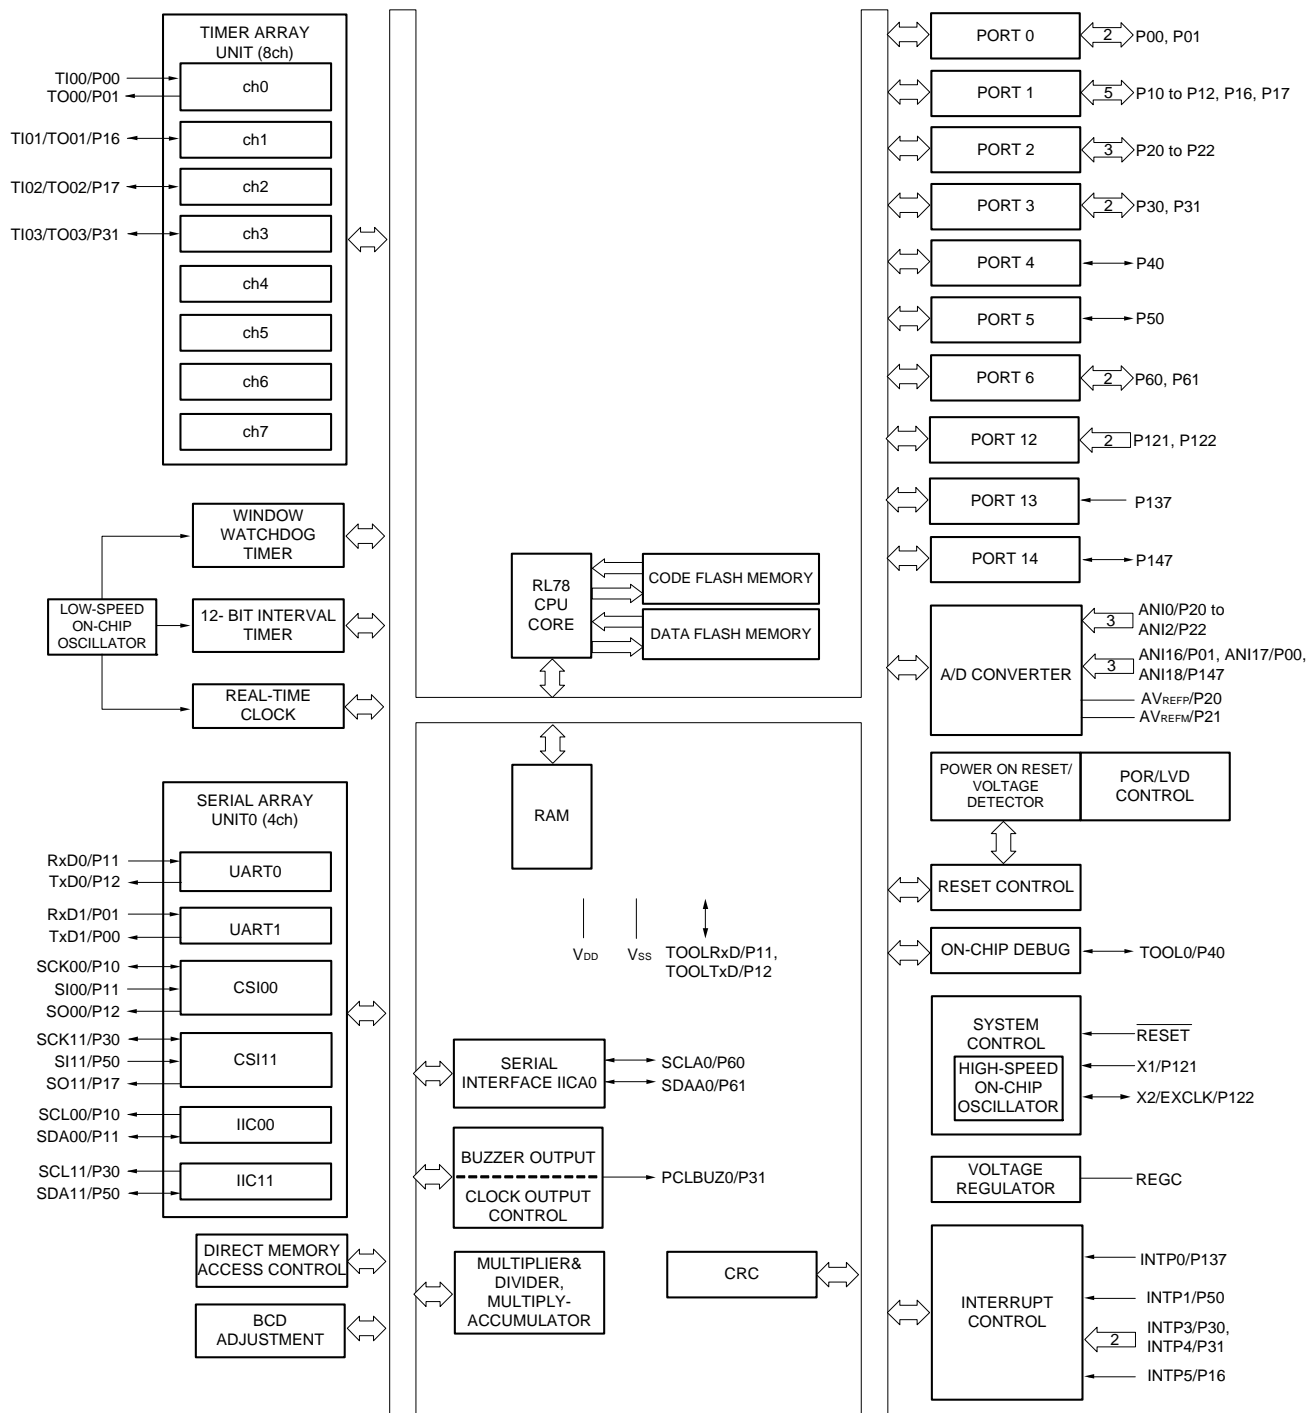 TIMER ARRAY
UNIT (8ch)
TI00/P00
TO00/P01
ch0
TI01/TO01/P16
ch1
TI02/TO02/P17
ch2
TI03/TO03/P31
ch3
ch4
ch5
ch6
ch7
WINDOW
WATCHDOG
TIMER
LOW-SPEED
ON-CHIP
OSCILLATOR
12- BIT INTERVAL
TIMER
REAL-TIME
CLOCK
SERIAL ARRAY
UNIT0 (4ch)
RxD0/P11
TxD0/P12
UART0
RxD1/P01
TxD1/P00
UART1
SCK00/P10
SI00/P11
SO00/P12
CSI00
SCK11/P30
SI11/P50
SO11/P17
CSI11
SCL00/P10
SDA00/P11
IIC00
SCL11/P30
SDA11/P50
IIC11
DIRECT MEMORY
ACCESS CONTROL
BCD
ADJUSTMENT
RL78
CPU
CORE
CODE FLASH MEMORY
DATA FLASH MEMORY
RAM
VDD
VSS
TOOLRxD/P11,
TOOLTxD/P12
SERIAL
INTERFACE IICA0
SCLA0/P60
SDAA0/P61
BUZZER OUTPUT
CLOCK OUTPUT
CONTROL
PCLBUZ0/P31
MULTIPLIER&
DIVIDER,
MULTIPLY-
ACCUMULATOR
CRC
PORT 0
2
P00, P01
PORT 1
5
P10 to P12, P16, P17
PORT 2
3
P20 to P22
PORT 3
2
P30, P31
PORT 4
P40
PORT 5
P50
PORT 6
2
P60, P61
PORT 12
2
P121, P122
PORT 13
P137
PORT 14
P147
A/D CONVERTER
3
ANI0/P20 to
ANI2/P22
3
ANI16/P01, ANI17/P00,
ANI18/P147
AVREFP/P20
AVREFM/P21
POWER ON RESET/
VOLTAGE
DETECTOR
POR/LVD
CONTROL
RESET CONTROL
ON-CHIP DEBUG
TOOL0/P40
SYSTEM
CONTROL
HIGH-SPEED
ON-CHIP
OSCILLATOR
RESET
X1/P121
X2/EXCLK/P122
VOLTAGE
REGULATOR
REGC
INTERRUPT
CONTROL
INTP0/P137
INTP1/P50
2
INTP3/P30,
INTP4/P31
INTP5/P16